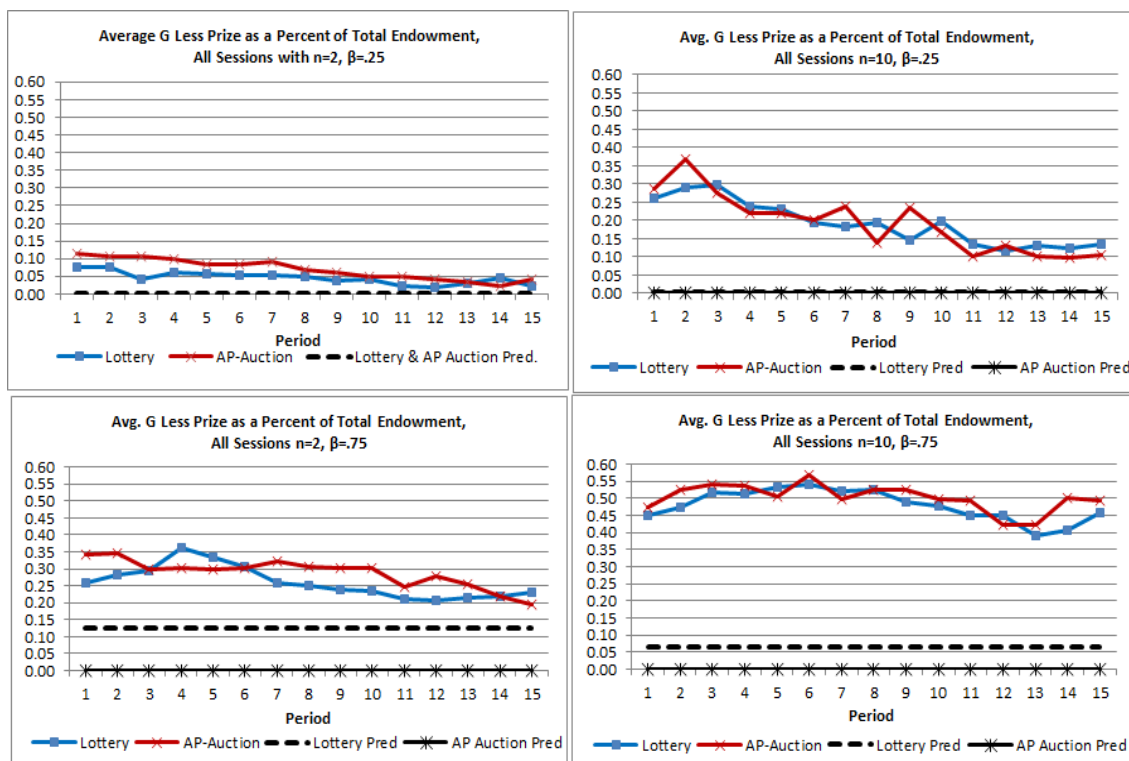 Average G Less Prize as a Percent of Total Endowment,
All Sessions with n=2, β=.25
0.60
0.55
0.50
0.45
0.40
0.35
0.30
0.25
0.20
0.15
0.10
0.05
0.00
1 2 3 4 5 6 7 8 9 10 11 12 13 14 15
Period
Lottery AP-Auction Lottery & AP Auction Pred.
Avg. G Less Prize as a Percent of Total Endowment,
All Sessions n=10, β=.25
0.60
0.55
0.50
0.45
0.40
0.35
0.30
0.25
0.20
0.15
0.10
0.05
0.00
1 2 3 4 5 6 7 8 9 10 11 12 13 14 15
Period
Lottery AP-Auction Lottery Pred AP Auction Pred
Avg. G Less Prize as a Percent of Total Endowment,
All Sessions n=2, β=.75
0.60
0.55
0.50
0.45
0.40
0.35
0.30
0.25
0.20
0.15
0.10
0.05
0.00
1 2 3 4 5 6 7 8 9 10 11 12 13 14 15
Period
Lottery AP-Auction Lottery Pred AP Auction Pred
Avg. G Less Prize as a Percent of Total Endowment,
All Sessions n=10, β=.75
0.60
0.55
0.50
0.45
0.40
0.35
0.30
0.25
0.20
0.15
0.10
0.05
0.00
1 2 3 4 5 6 7 8 9 10 11 12 13 14 15
Period
Lottery AP-Auction Lottery Pred AP Auction Pred